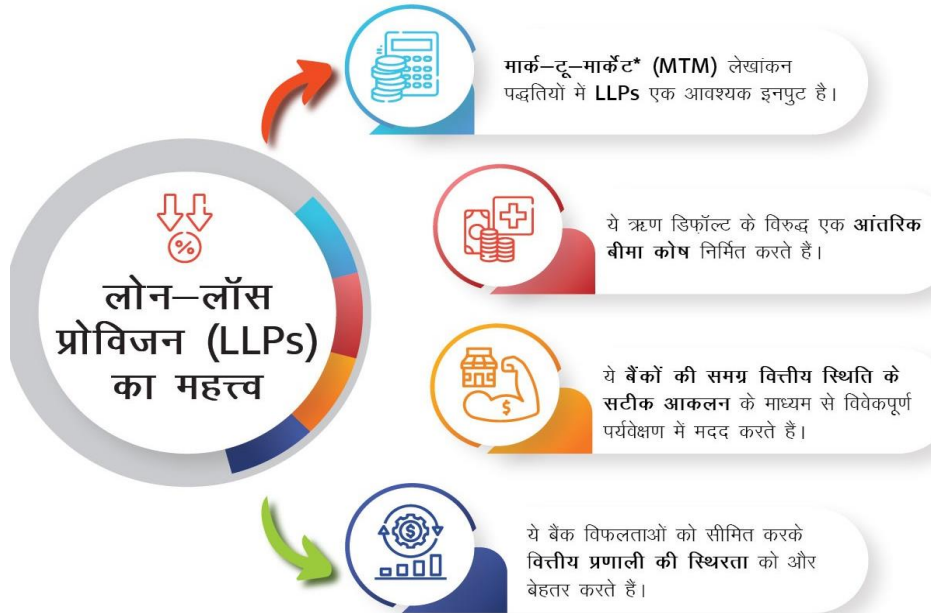 लोन–लॉस
प्रोविजन (LLPs)
का महत्त्व
मार्क–टू–मार्केट* (MTM) लेखांकन
पद्धतियों में LLPs एक आवश्यक इनपुट है।
ये ऋण डिफ़ॉल्ट के विरुद्ध एक आंतरिक
बीमा कोष निर्मित करते हैं।
ये बैंकों की समग्र वित्तीय स्थिति के
सटीक आकलन के माध्यम से विवेकपूर्ण
पर्यवेक्षण में मदद करते हैं।
ये बैंक विफलताओं को सीमित करके
वित्तीय प्रणाली की स्थिरता को और
बेहतर करते हैं।